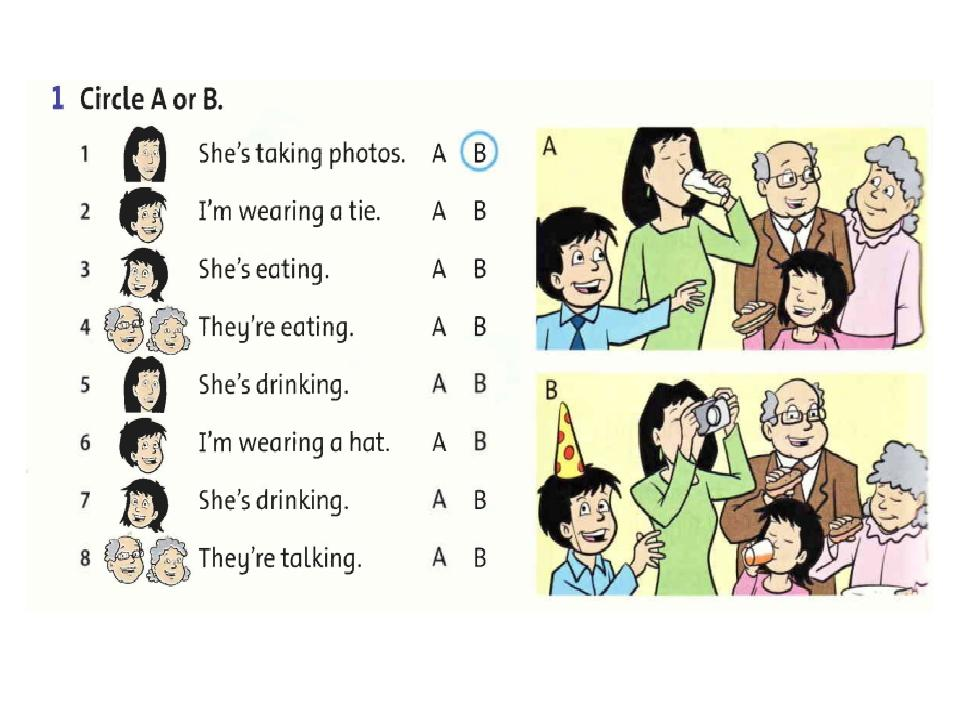 1 Circle A or B.
1 She's taking photos. A B
2 I'm wearing a tie. A B
3 She's eating. A B
4 They're eating. A B
5 She's drinking. A B
6 I'm wearing a hat. A B
7 She's drinking. A B
8 They're talking. A B
A
B